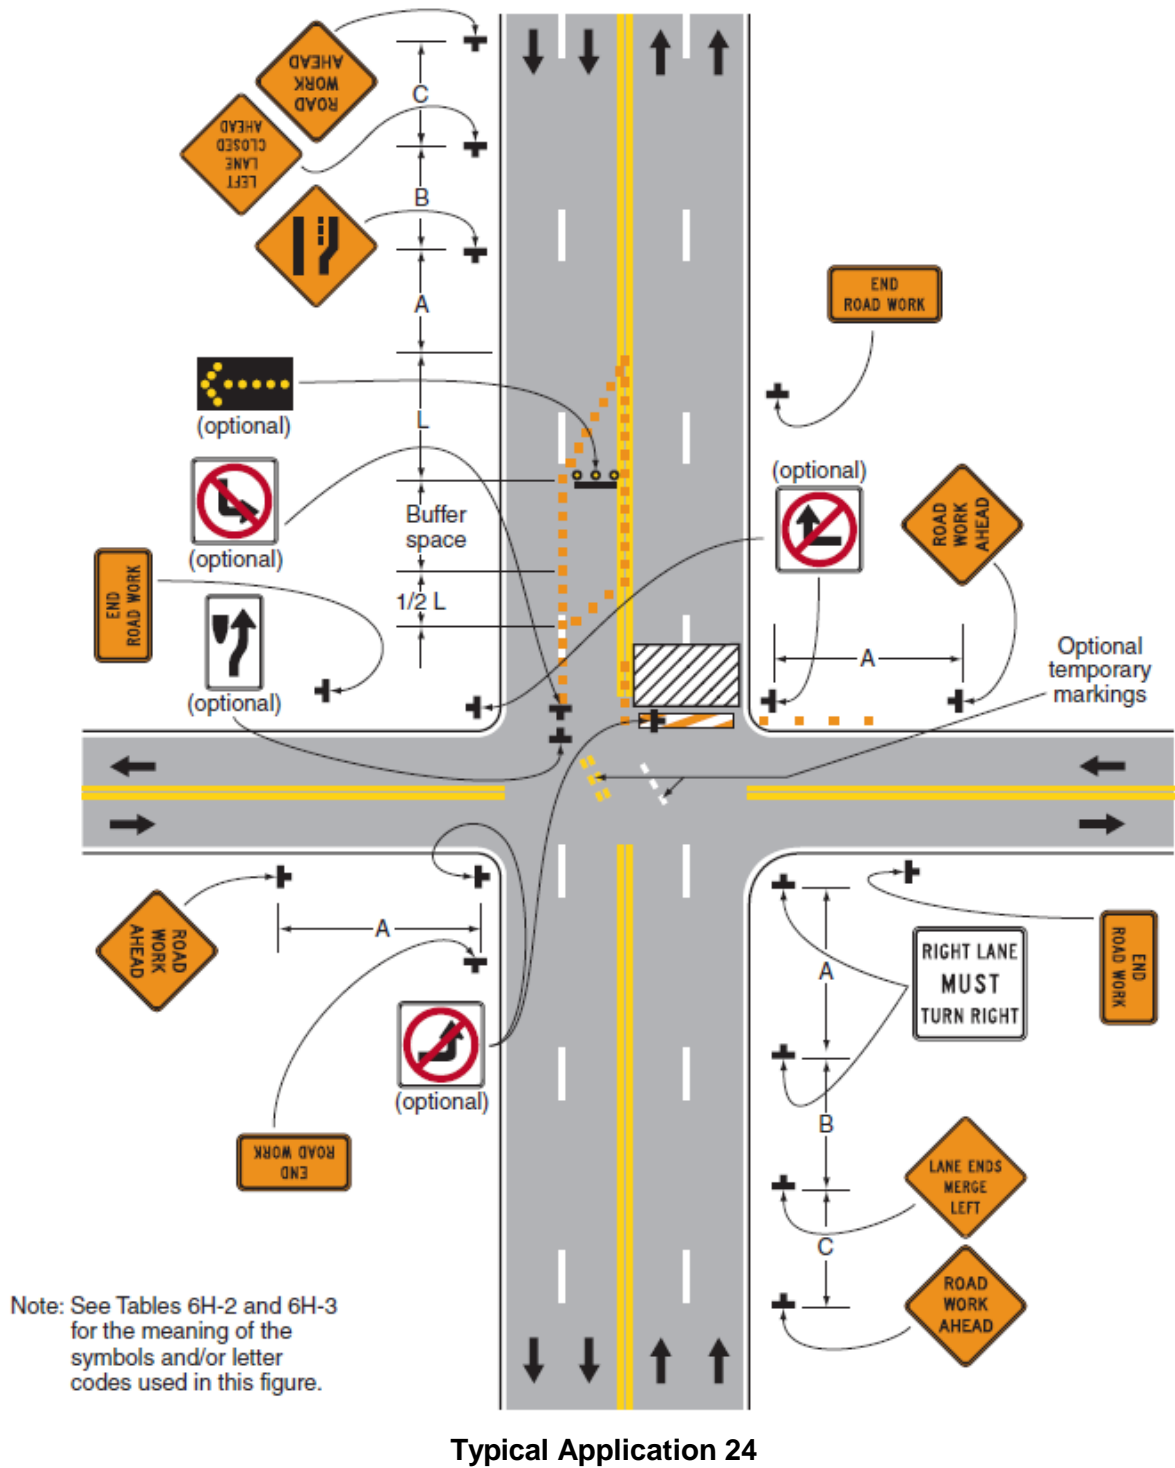 ROAD
WORK
AHEAD
C
LEFT
LANE
CLOSED
AHEAD
B
A
END
ROAD WORK
(optional)
L
(optional)
ROAD
WORK
AHEAD
Buffer
space
(optional)
END
ROAD WORK
1/2 L
(optional)
A
Optional
temporary
markings
ROAD
WORK
AHEAD
A
END
ROAD WORK
RIGHT LANE
MUST
TURN RIGHT
A
(optional)
B
END
ROAD WORK
LANE ENDS
MERGE
LEFT
C
ROAD
WORK
AHEAD
Note: See Tables 6H-2 and 6H-3
for the meaning of the
symbols and/or letter
codes used in this figure.
Typical Application 24